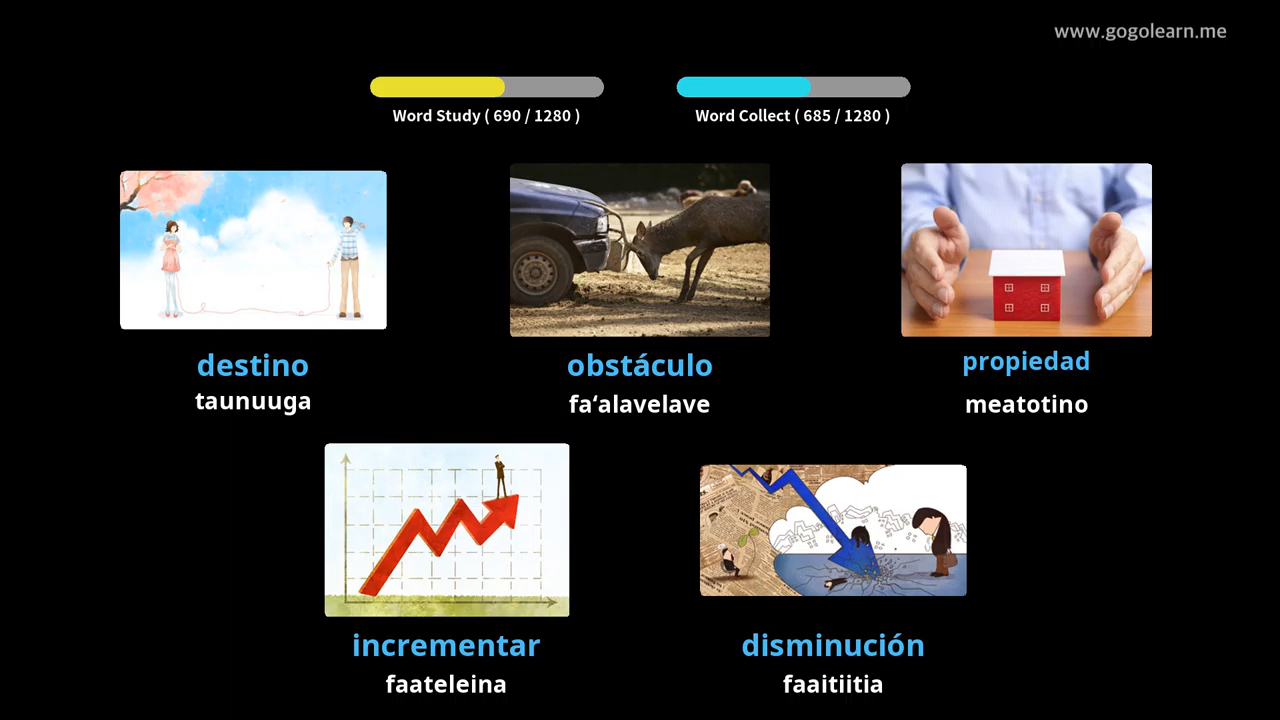 www.gogolearn.me
Word Study ( 690 / 1280 )
Word Collect ( 685 / 1280 )
destino
taunuuga
obstáculo
fa‘alavelave
propiedad
meatotino
incrementar
faateleina
disminución
faaitiitia